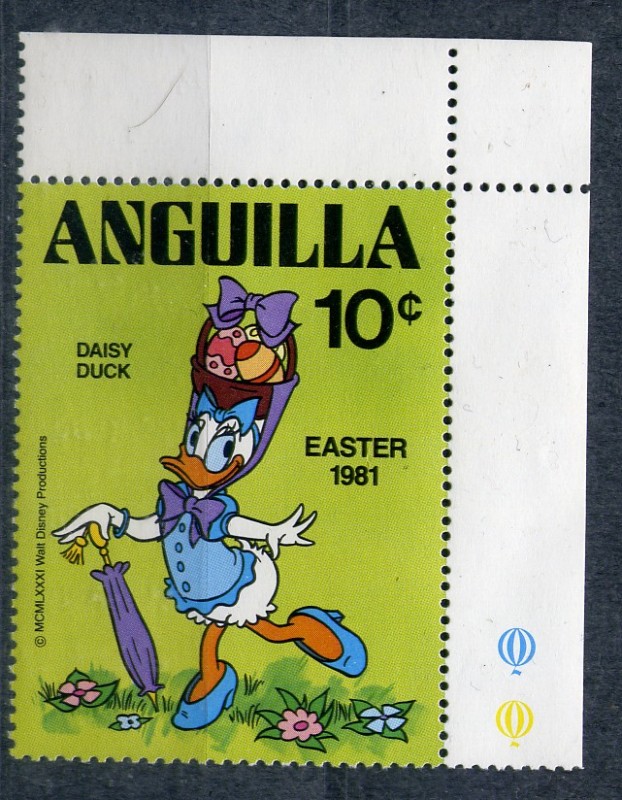 ANGUILLA
10¢
DAISY
DUCK
EASTER
1981
© MCMLXXXI Walt Disney Productions